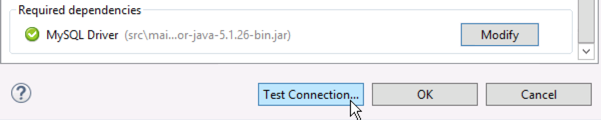 Required dependencies
MySQL Driver (src\mai...or-java-5.1.26-bin.jar) Modify
? Test Connection... OK Cancel